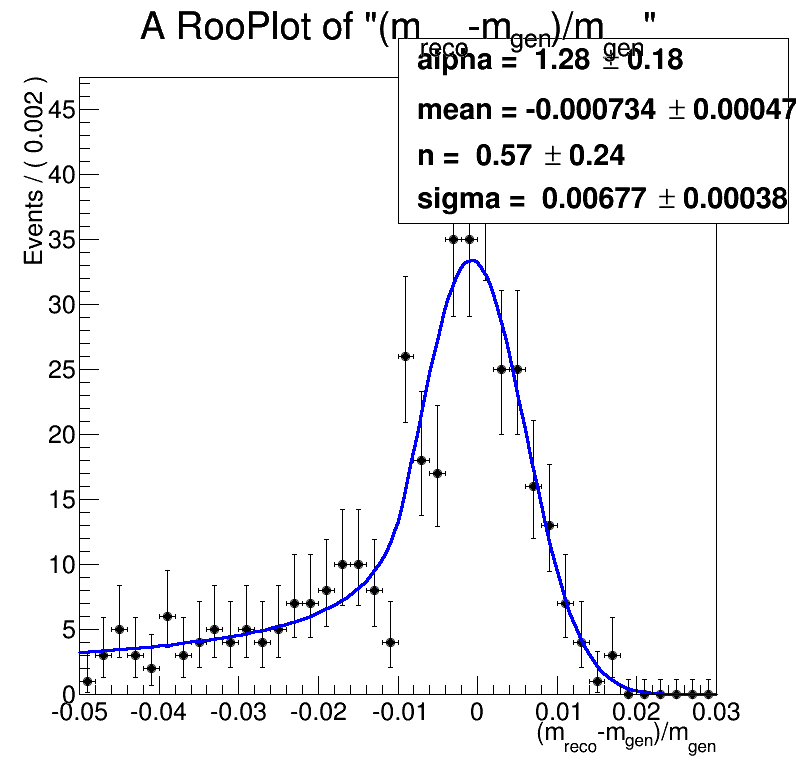 A RooPlot of "(m_reco-m_gen)/m_gen"
alpha = 1.28 ± 0.18
mean = -0.000734 ± 0.00047
n = 0.57 ± 0.24
sigma = 0.00677 ± 0.00038
Events / ( 0.002 )
45
40
35
30
25
20
15
10
5
0
-0.05 -0.04 -0.03 -0.02 -0.01 0 0.01 0.02 0.03
(m_reco-m_gen)/m_gen